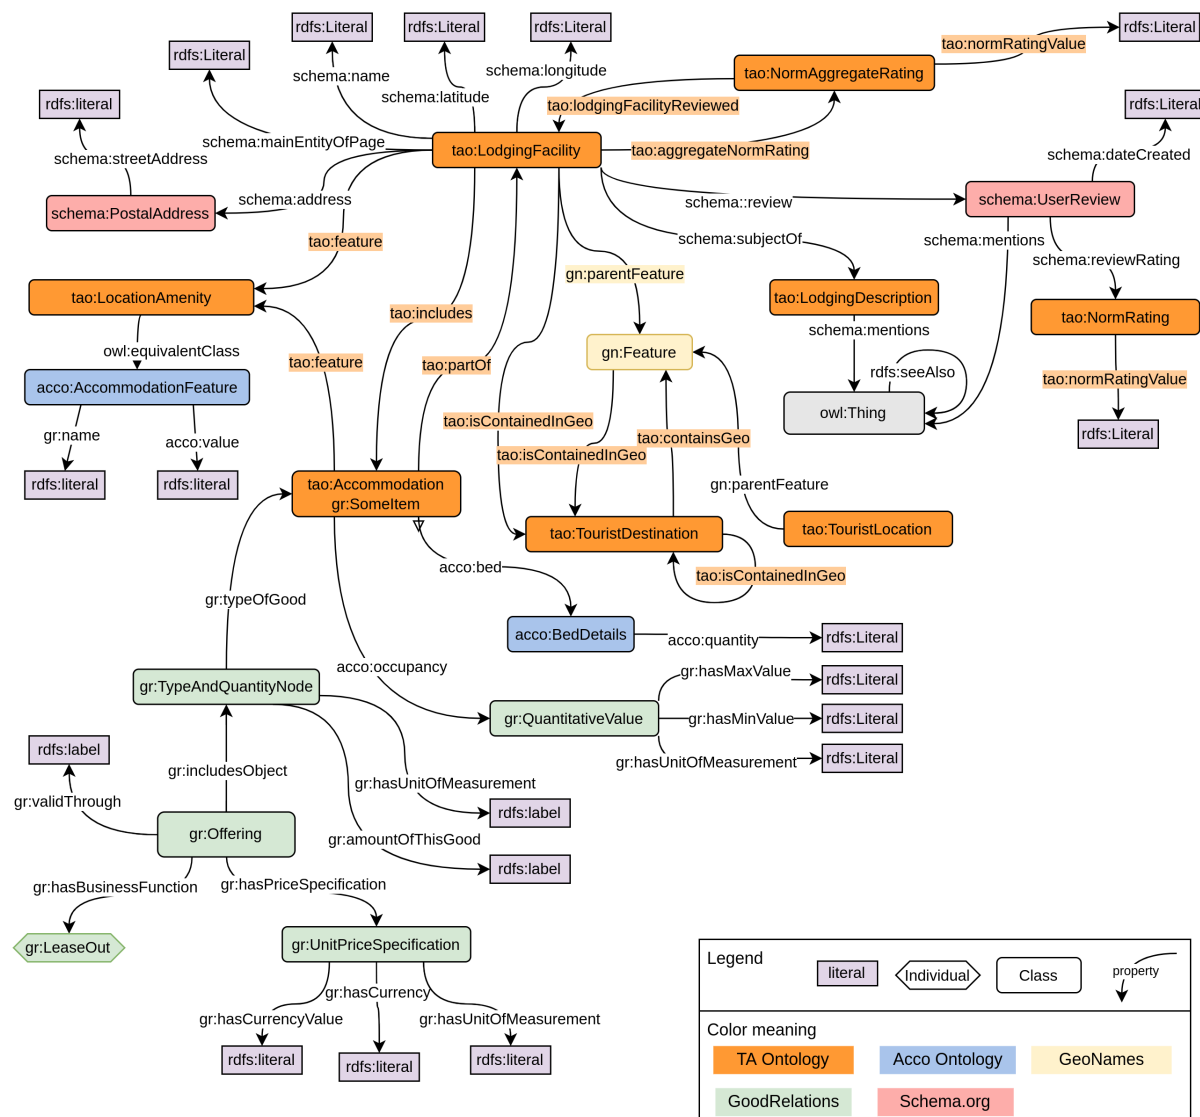 rdfs:Literal
rdfs:Literal
rdfs:Literal
rdfs:Literal
tao:normRatingValue
rdfs:Literal
schema:name
schema:longitude
tao:NormAggregateRating
rdfs:literal
schema:latitude
tao:lodgingFacilityReviewed
rdfs:Literal
schema:mainEntityOfPage
tao:LodgingFacility
tao:aggregateNormRating
schema:dateCreated
schema:streetAddress
schema:PostalAddress
schema:address
schema::review
schema:UserReview
tao:feature
schema:subjectOf
schema:mentions
gn:parentFeature
schema:reviewRating
tao:LocationAmenity
tao:includes
tao:LodgingDescription
tao:NormRating
schema:mentions
owl:equivalentClass
tao:feature
tao:partOf
gn:Feature
rdfs:seeAlso
tao:normRatingValue
acco:AccommodationFeature
owl:Thing
gr:name
acco:value
tao:isContainedInGeo
tao:containsGeo
rdfs:Literal
tao:isContainedInGeo
rdfs:literal
rdfs:literal
tao:Accommodation
gr:SomeItem
gn:parentFeature
tao:TouristDestination
tao:TouristLocation
acco:bed
tao:isContainedInGeo
gr:typeOfGood
acco:BedDetails
acco:quantity
rdfs:Literal
acco:occupancy
gr:hasMaxValue
rdfs:Literal
gr:TypeAndQuantityNode
gr:QuantitativeValue
gr:hasMinValue
rdfs:Literal
rdfs:label
gr:includesObject
gr:hasUnitOfMeasurement
gr:hasUnitOfMeasurement
rdfs:Literal
gr:validThrough
rdfs:label
gr:Offering
gr:amountOfThisGood
rdfs:label
gr:hasBusinessFunction
gr:hasPriceSpecification
gr:LeaseOut
gr:UnitPriceSpecification
gr:hasCurrency
gr:hasCurrencyValue
gr:hasUnitOfMeasurement
rdfs:literal
rdfs:literal
rdfs:literal
Legend
literal
Individual
Class
property
Color meaning
TA Ontology
Acco Ontology
GeoNames
GoodRelations
Schema.org